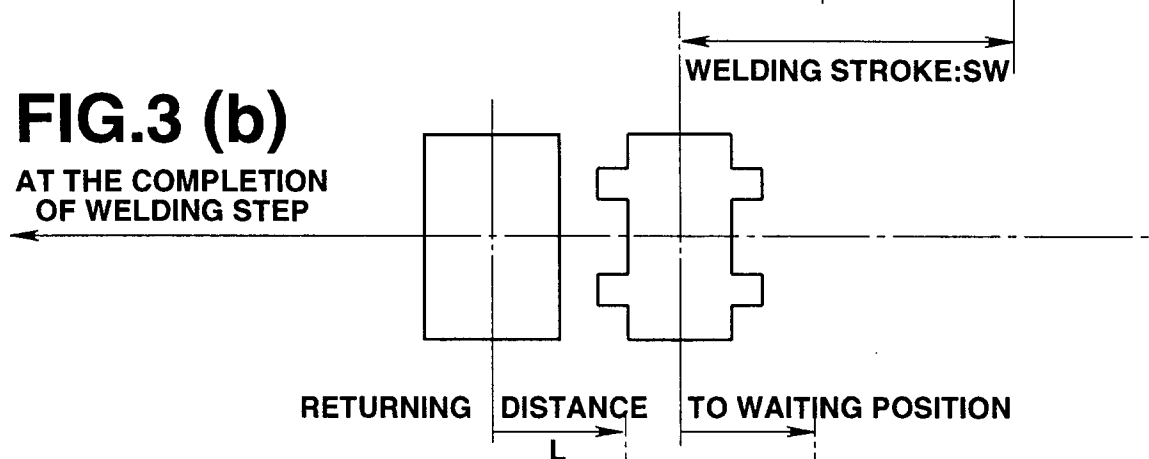 WELDING STROKE:SW
FIG.3 (b)
AT THE COMPLETION
OF WELDING STEP
RETURNING DISTANCE TO WAITING POSITION
L